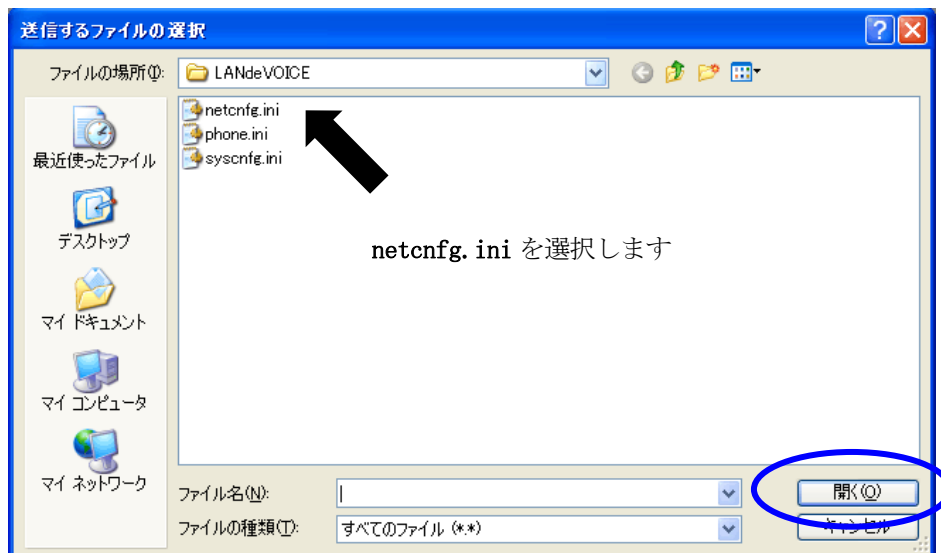 送信するファイルの選択
ファイルの場所(I):
LANdeVOICE
netcnfg.ini
phone.ini
syscnfg.ini
最近使ったファイル
デスクトップ
マイ ドキュメント
マイ コンピュータ
マイ ネットワーク
netcnfg.ini を選択します
ファイル名(N):
開く(O)
ファイルの種類(T):
すべてのファイル (*.*)
キャンセル